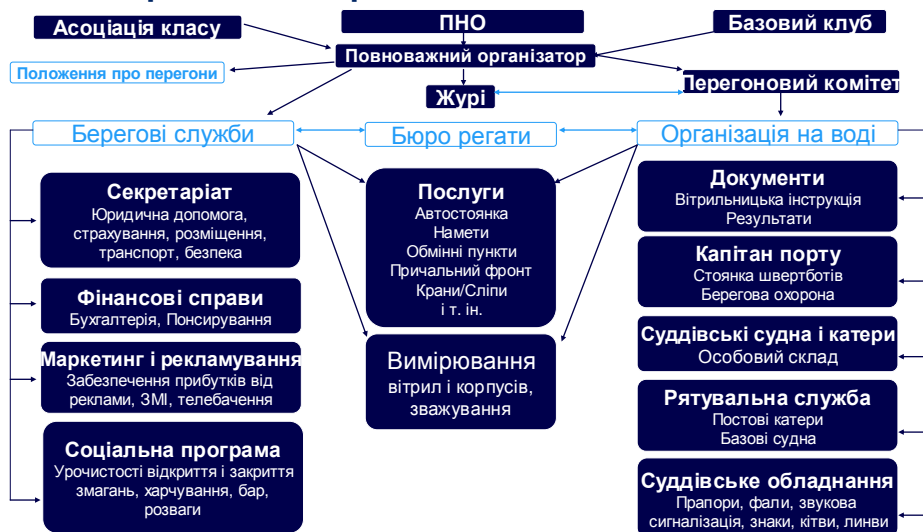 ПНО
Асоціація класу
Базовий клуб
Повноважний організатор
Положення про перегони
Журі
Перегоновий комітет
Берегові служби
Бюро регати
Організація на воді
Секретаріат
Юридична допомога,
страхування, розміщення,
транспорт, безпека
Фінансові справи
Бухгалтерія, Понсирування
Маркетинг і рекламування
Забезпечення прибутків від
реклами, ЗМІ, телебачення
Соціальна програма
Урочистості відкриття і закриття
змагань, харчування, бар,
розваги
Послуги
Автостоянка
Намети
Обмінні пункти
Причальний фронт
Крани/Сліпи
і т. ін.
Вимірювання
вітрил і корпусів,
зважування
Документи
Вітрильницька інструкція
Результати
Капітан порту
Стоянка швертботів
Берегова охорона
Суддівські судна і катери
Особовий склад
Рятувальна служба
Постові катери
Базові судна
Суддівське обладнання
Прапори, фали, звукова
сигналізація, знаки, кітви, линви